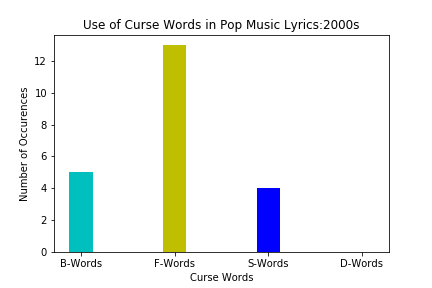 Use of Curse Words in Pop Music Lyrics:2000s
Number of Occurences
12
10
8
6
4
2
0
B-Words F-Words S-Words D-Words
Curse Words